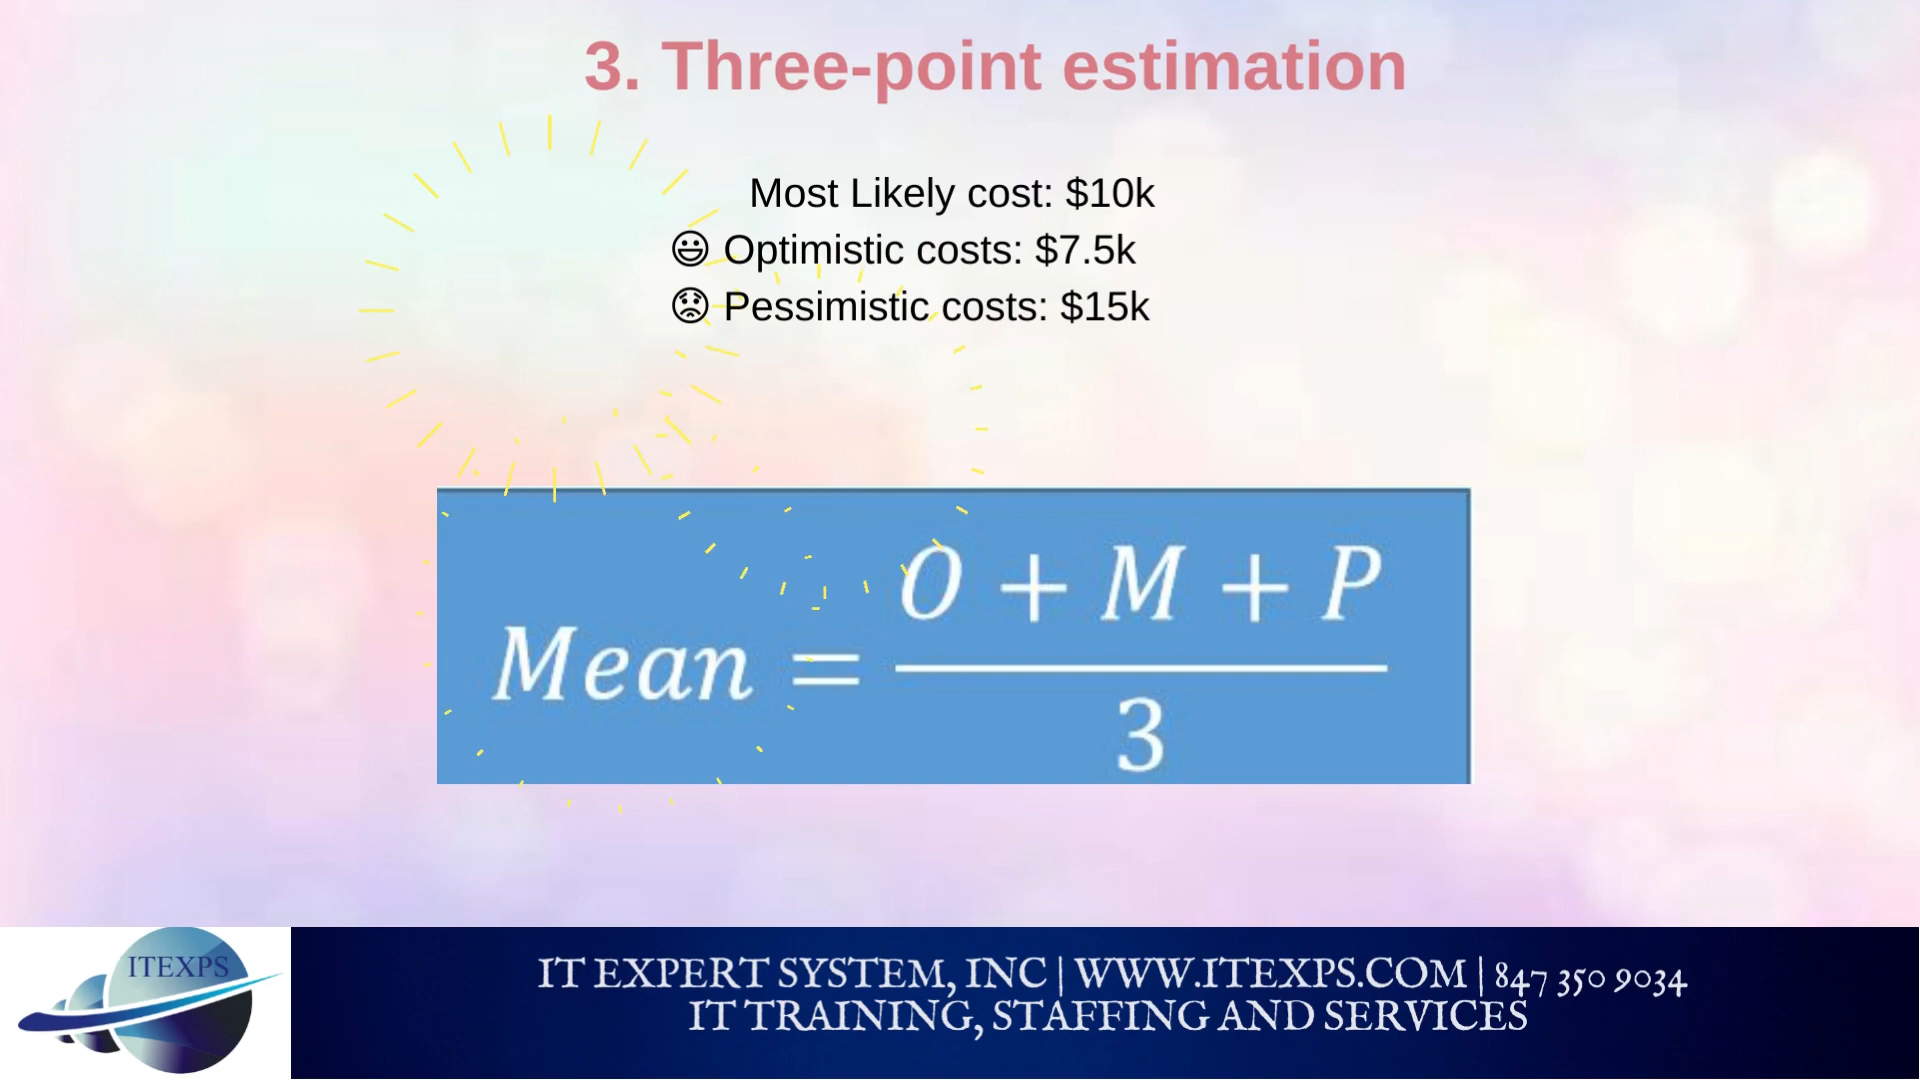 3. Three-point estimation
Most Likely cost: $10k
😃 Optimistic costs: $7.5k
😟 Pessimistic costs: $15k
Mean = O + M + P
3
ITEXPS
IT EXPERT SYSTEM, INC | WWW.ITEXPS.COM | 847 350 9034
IT TRAINING, STAFFING AND SERVICES